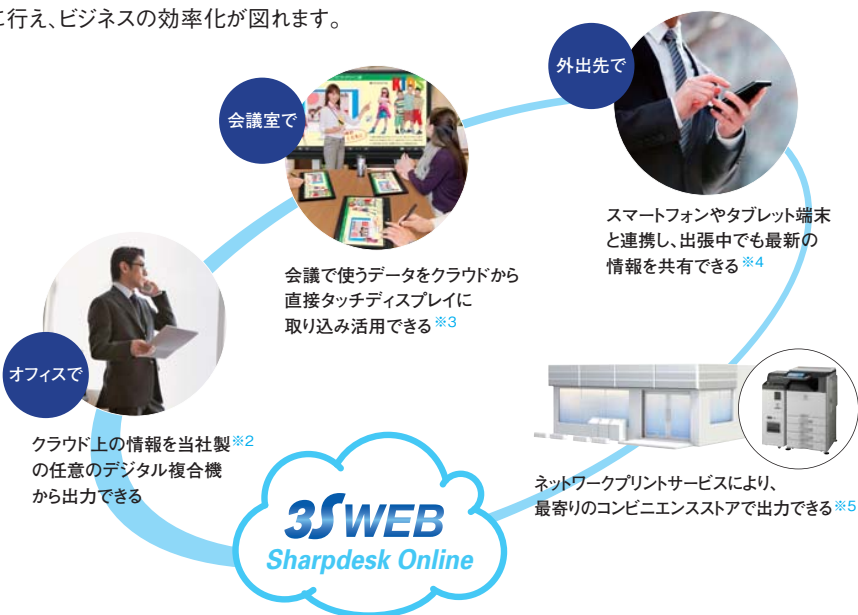 に行え、ビジネスの効率化が図れます。
外出先で
会議室で
スマートフォンやタブレット端末
と連携し、出張中でも最新の
情報を共有できる※4
会議で使うデータをクラウドから
直接タッチディスプレイに
取り込み活用できる※3
オフィスで
クラウド上の情報を当社製※2
の任意のデジタル複合機
から出力できる
ネットワークプリントサービスにより、
最寄りのコンビニエンスストアで出力できる※5
3S WEB
Sharpdesk Online
KIDS